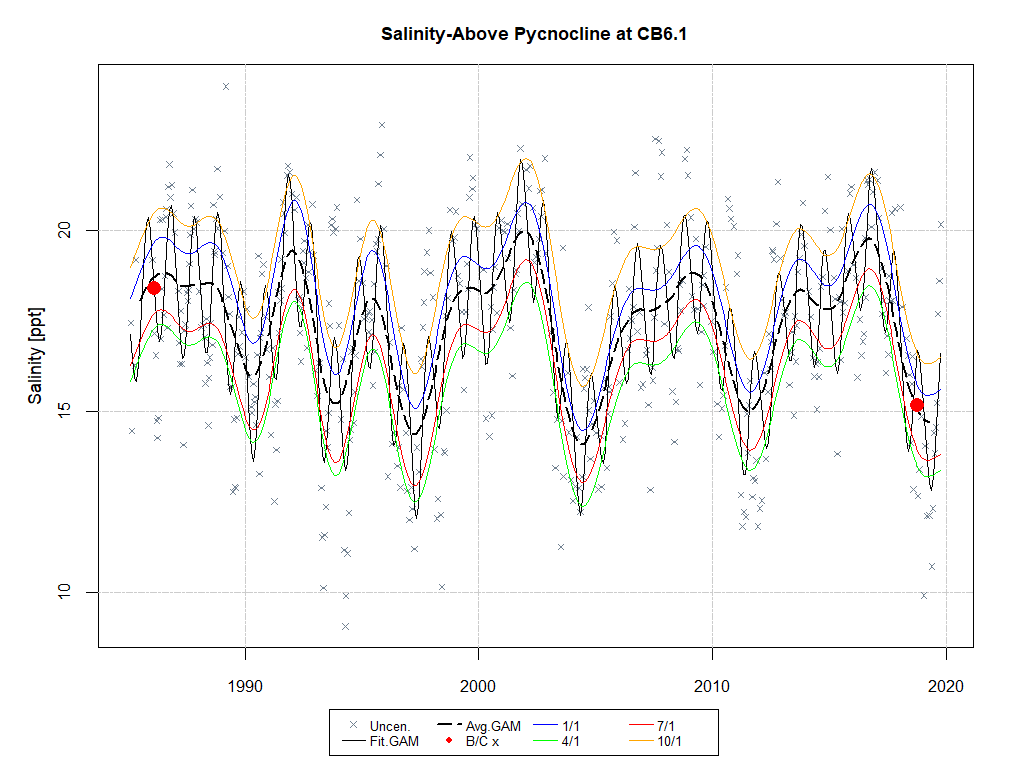 Salinity-Above Pycnocline at CB6.1
Salinity [ppt]
20
15
10
1990 2000 2010 2020
Uncen. Avg.GAM 1/1 7/1
Fit.GAM B/C x 4/1 10/1